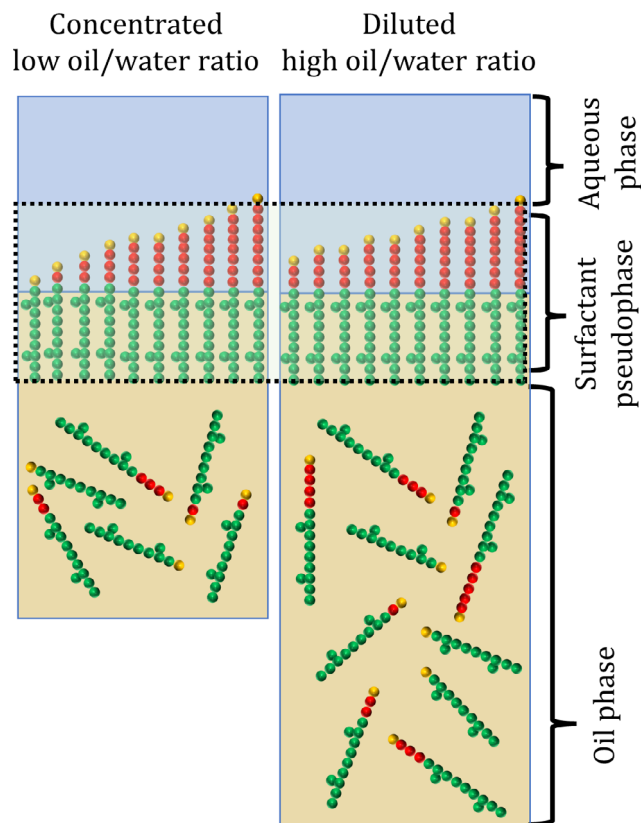 Concentrated
low oil/water ratio
Diluted
high oil/water ratio
Aqueous
phase
Surfactant
pseudophase
Oil phase